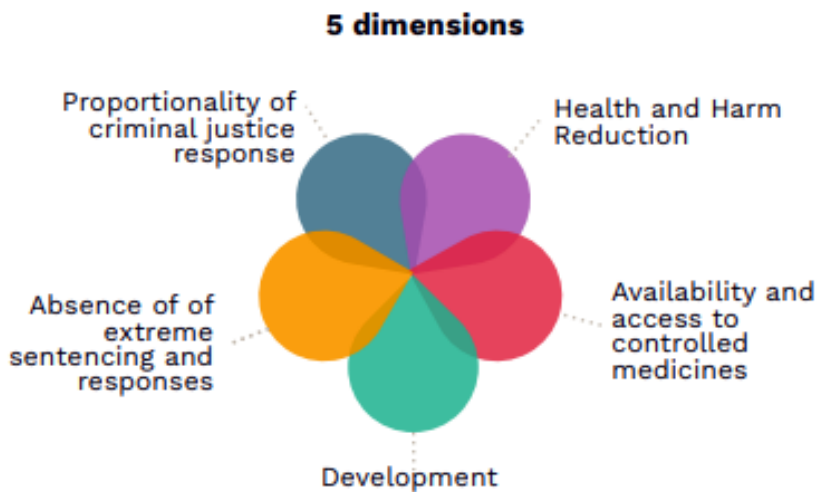 5 dimensions
Proportionality of
criminal justice
response
Health and Harm
Reduction
Absence of of
extreme
sentencing and
responses
Availability and
access to
controlled
medicines
Development